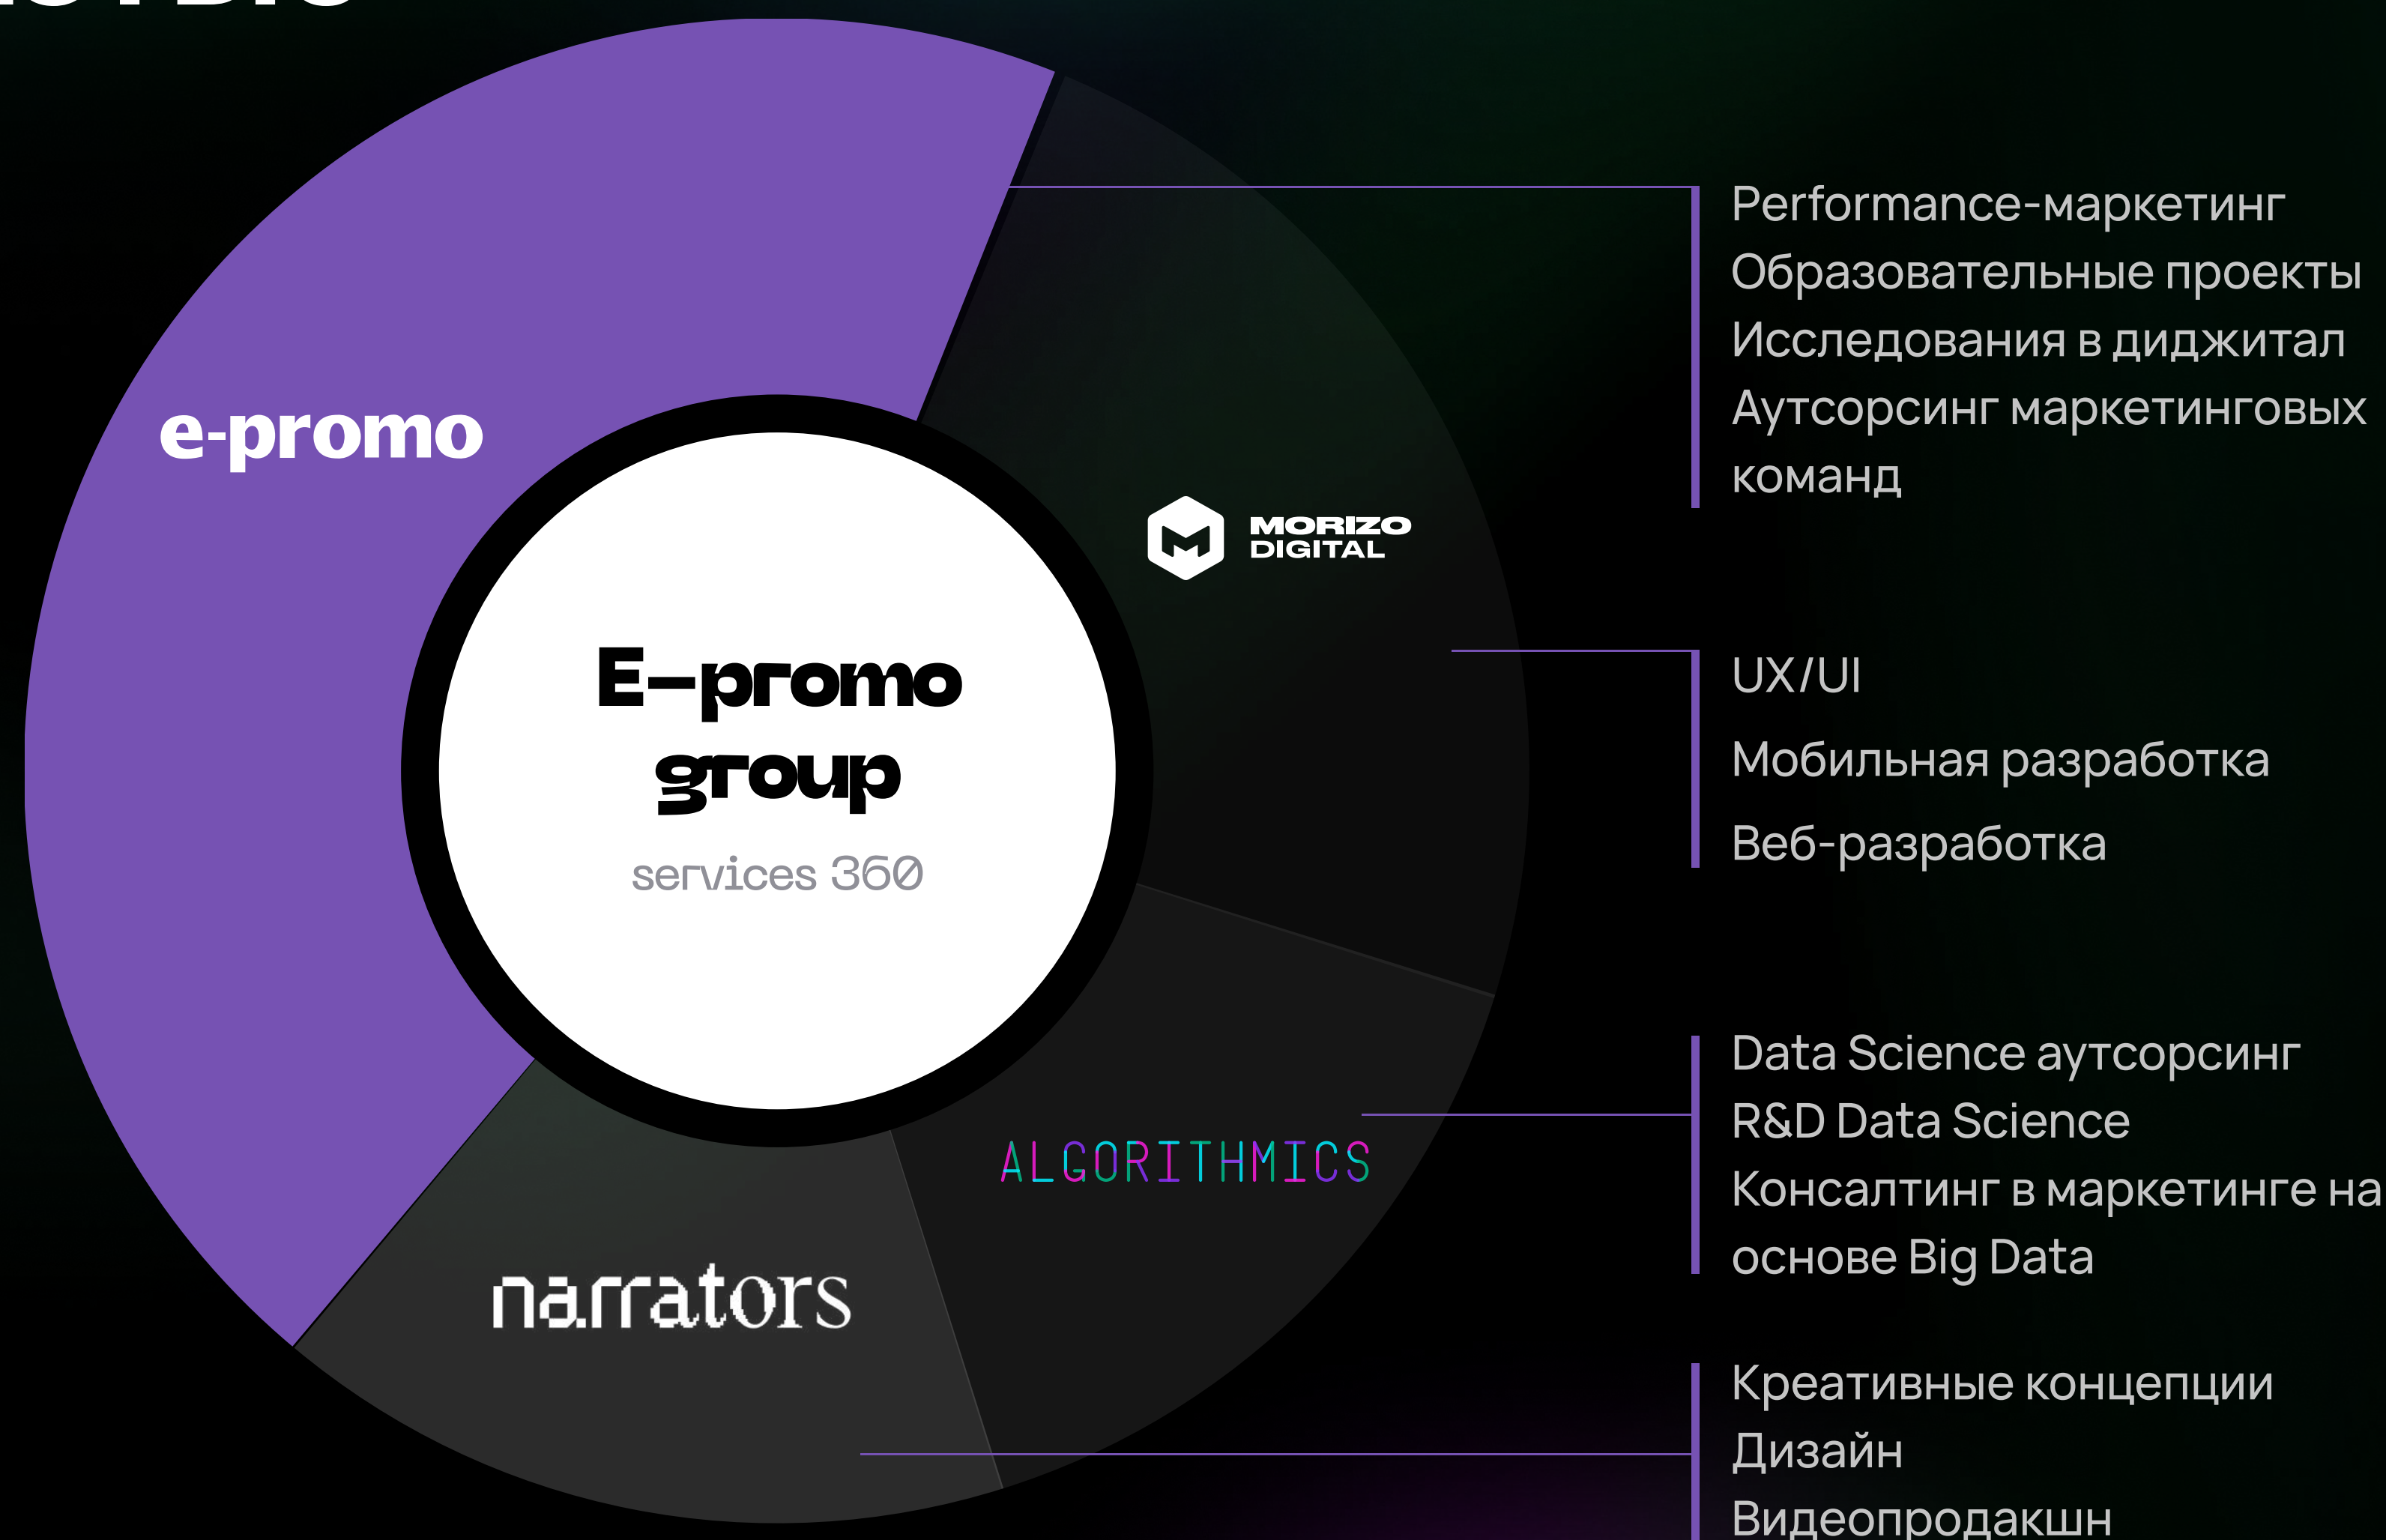 e-promo
MORIZO
DIGITAL
E-promo
group
services 360
ALGORITHMICS
narrators
Performance-маркетинг
Образовательные проекты
Исследования в диджитал
Аутсорсинг маркетинговых
команд
UX/UI
Мобильная разработка
Веб-разработка
Data Science аутсорсинг
R&D Data Science
Консалтинг в маркетинге на
основе Big Data
Креативные концепции
Дизайн
Видеопродакшн